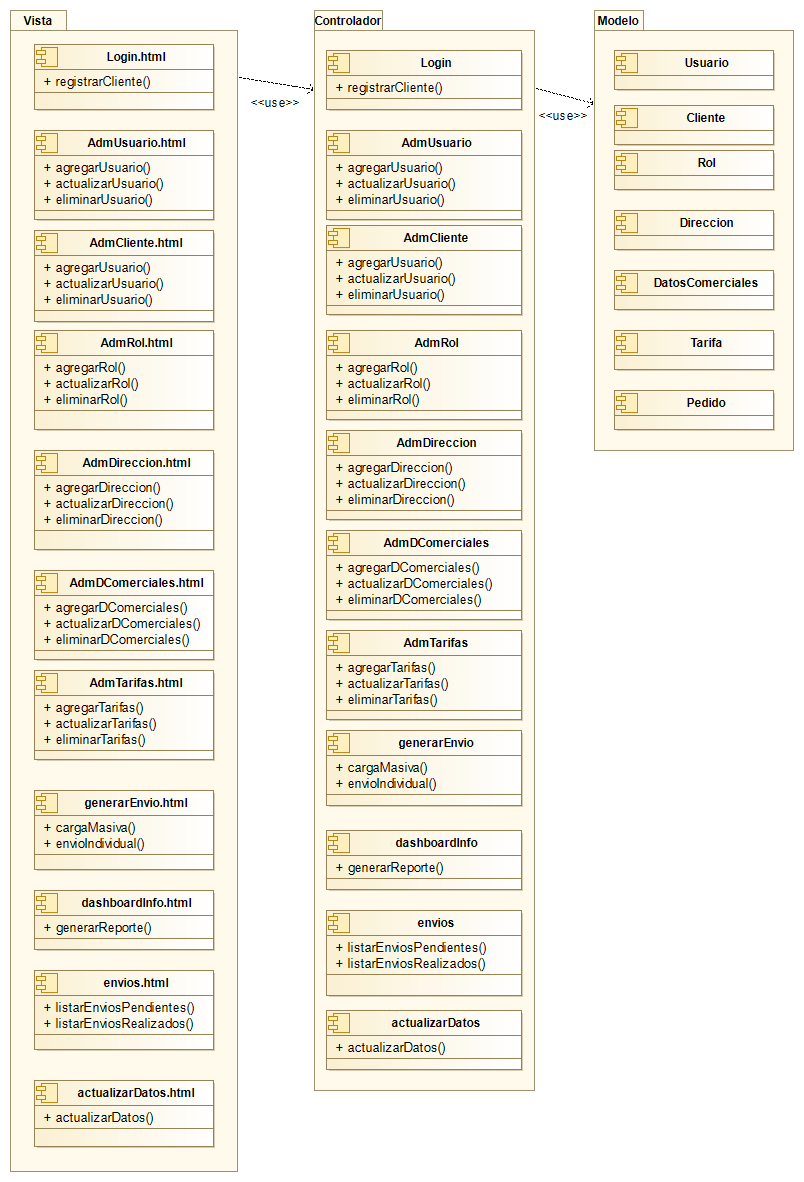 Vista
Login.html
+ registrarCliente()
AdmUsuario.html
+ agregarUsuario()
+ actualizarUsuario()
+ eliminarUsuario()
AdmCliente.html
+ agregarUsuario()
+ actualizarUsuario()
+ eliminarUsuario()
AdmRol.html
+ agregarRol()
+ actualizarRol()
+ eliminarRol()
AdmDireccion.html
+ agregarDireccion()
+ actualizarDireccion()
+ eliminarDireccion()
AdmDComerciales.html
+ agregarDComerciales()
+ actualizarDComerciales()
+ eliminarDComerciales()
AdmTarifas.html
+ agregarTarifas()
+ actualizarTarifas()
+ eliminarTarifas()
generarEnvio.html
+ cargaMasiva()
+ envioIndividual()
dashboardInfo.html
+ generarReporte()
envios.html
+ listarEnviosPendientes()
+ listarEnviosRealizados()
actualizarDatos.html
+ actualizarDatos()
<<use>>
Controlador
Login
+ registrarCliente()
AdmUsuario
+ agregarUsuario()
+ actualizarUsuario()
+ eliminarUsuario()
AdmCliente
+ agregarUsuario()
+ actualizarUsuario()
+ eliminarUsuario()
AdmRol
+ agregarRol()
+ actualizarRol()
+ eliminarRol()
AdmDireccion
+ agregarDireccion()
+ actualizarDireccion()
+ eliminarDireccion()
AdmDComerciales
+ agregarDComerciales()
+ actualizarDComerciales()
+ eliminarDComerciales()
AdmTarifas
+ agregarTarifas()
+ actualizarTarifas()
+ eliminarTarifas()
generarEnvio
+ cargaMasiva()
+ envioIndividual()
dashboardInfo
+ generarReporte()
envios
+ listarEnviosPendientes()
+ listarEnviosRealizados()
actualizarDatos
+ actualizarDatos()
<<use>>
Modelo
Usuario
Cliente
Rol
Direccion
DatosComerciales
Tarifa
Pedido